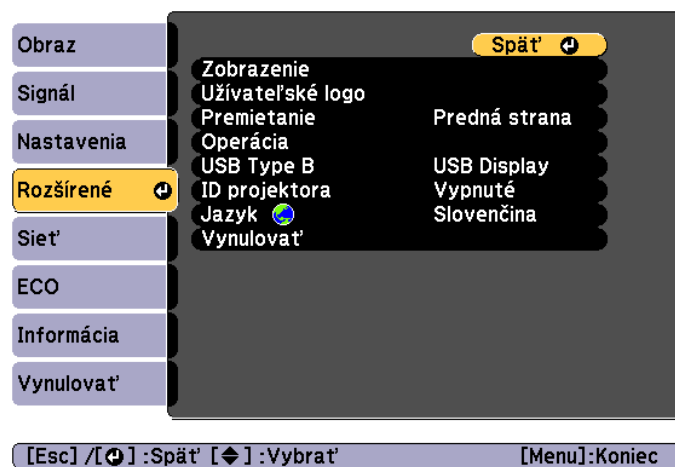 Obraz
Signál
Nastavenia
Rozšírené
Sieť
ECO
Informácia
Vynulovať
Späť
Zobrazenie
Užívateľské logo
Premietanie Predná strana
Operácia
USB Type B USB Display
ID projektora Vypnuté
Jazyk Slovenčina
Vynulovať
[Esc] /[ ] :Späť [ ] :Vybrať [Menu]:Koniec